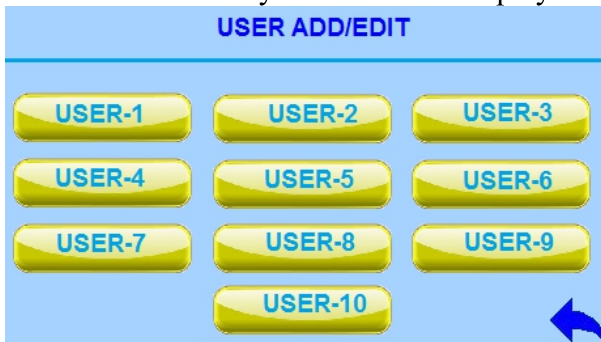 USER ADD/EDIT
USER-1 USER-2 USER-3
USER-4 USER-5 USER-6
USER-7 USER-8 USER-9
USER-10